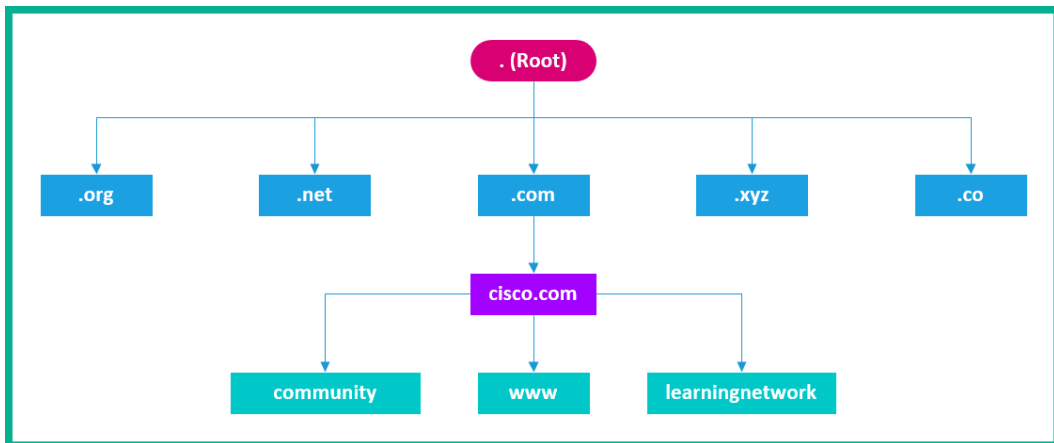 . (Root)
.org
.net
.com
.xyz
.co
cisco.com
community
www
learningnetwork